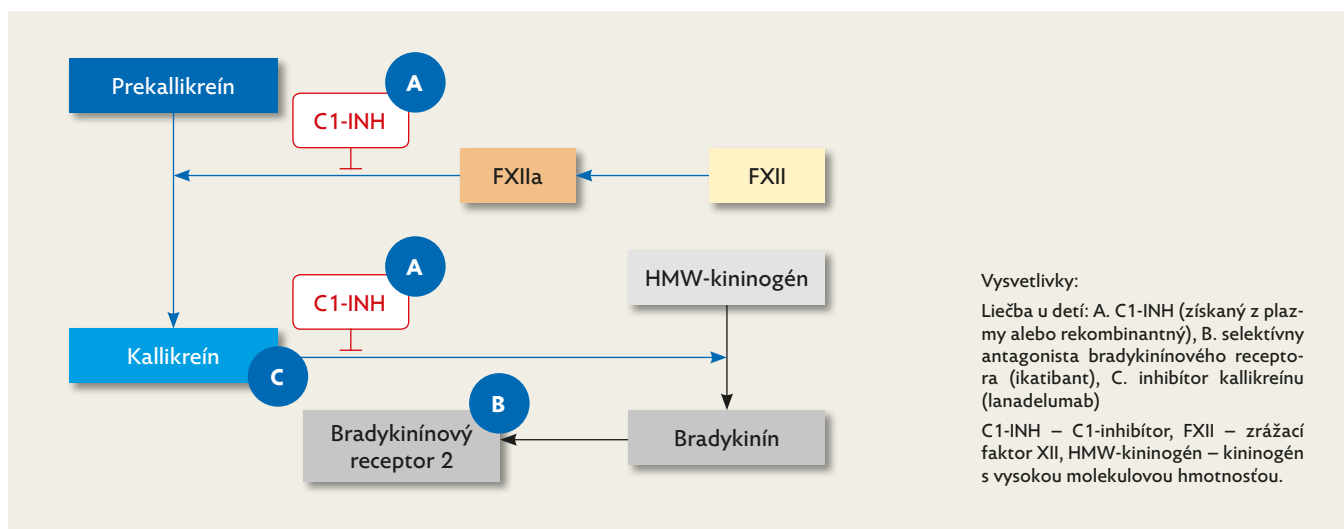 Prekallikreín
A
C1-INH
FXIIa
FXII
A
C1-INH
HMW-kininogén
Kallikreín
C
B
Bradykinínový
receptor 2
Bradykinín
Vysvetlivky:
Liečba u detí: A. C1-INH (získaný z plaz-
my alebo rekombinantný), B. selektívny
antagonista bradykinínového recepto-
ra (ikatibant), C. inhibítor kallikreínu
(lanadelumab)
C1-INH – C1-inhibítor, FXII – zrážací
faktor XII, HMW-kininogén – kininogén
s vysokou molekulovou hmotnosťou.